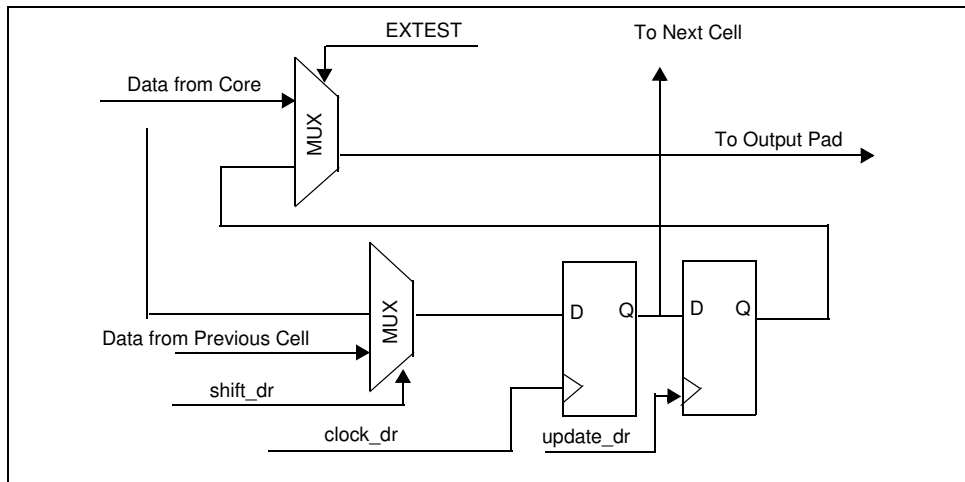 EXTEST
To Next Cell
Data from Core
MUX
To Output Pad
MUX
D Q
D Q
Data from Previous Cell
shift_dr
clock_dr
update_dr